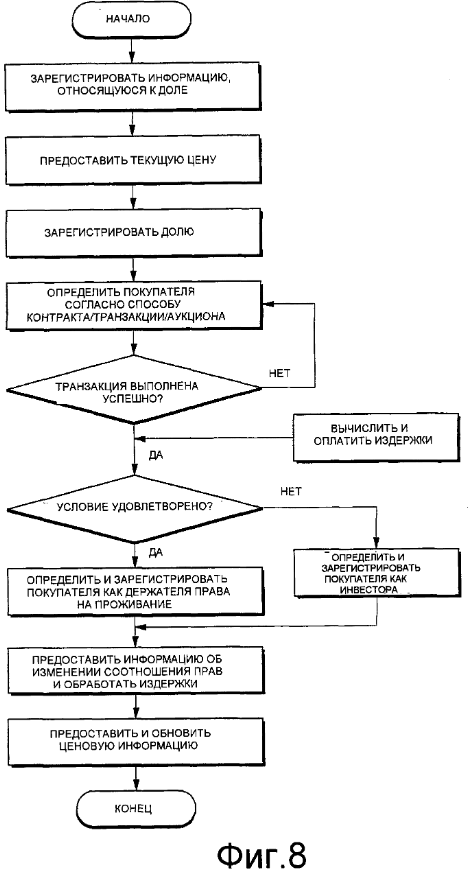 НАЧАЛО
ЗАРЕГИСТРИРОВАТЬ ИНФОРМАЦИЮ,
ОТНОСЯЩУЮСЯ К ДОЛЕ
ПРЕДОСТАВИТЬ ТЕКУЩУЮ ЦЕНУ
ЗАРЕГИСТРИРОВАТЬ ДОЛЮ
ОПРЕДЕЛИТЬ ПОКУПАТЕЛЯ
СОГЛАСНО СПОСОБУ
КОНТРАКТА/ТРАНЗАКЦИИ/АУКЦИОНА
НЕТ
ТРАНЗАКЦИЯ ВЫПОЛНЕНА
УСПЕШНО?
ВЫЧИСЛИТЬ И
ОПЛАТИТЬ ИЗДЕРЖКИ
ДА
УСЛОВИЕ УДОВЛЕТВОРЕНО?
НЕТ
ДА
ОПРЕДЕЛИТЬ И
ЗАРЕГИСТРИРОВАТЬ
ПОКУПАТЕЛЯ КАК
ИНВЕСТОРА
ОПРЕДЕЛИТЬ И ЗАРЕГИСТРИРОВАТЬ
ПОКУПАТЕЛЯ КАК ДЕРЖАТЕЛЯ ПРАВА
НА ПРОЖИВАНИЕ
ПРЕДОСТАВИТЬ ИНФОРМАЦИЮ ОБ
ИЗМЕНЕНИИ СООТНОШЕНИЯ ПРАВ
И ОБРАБОТАТЬ ИЗДЕРЖКИ
ПРЕДОСТАВИТЬ И ОБНОВИТЬ
ЦЕНОВУЮ ИНФОРМАЦИЮ
КОНЕЦ
Фиг.8